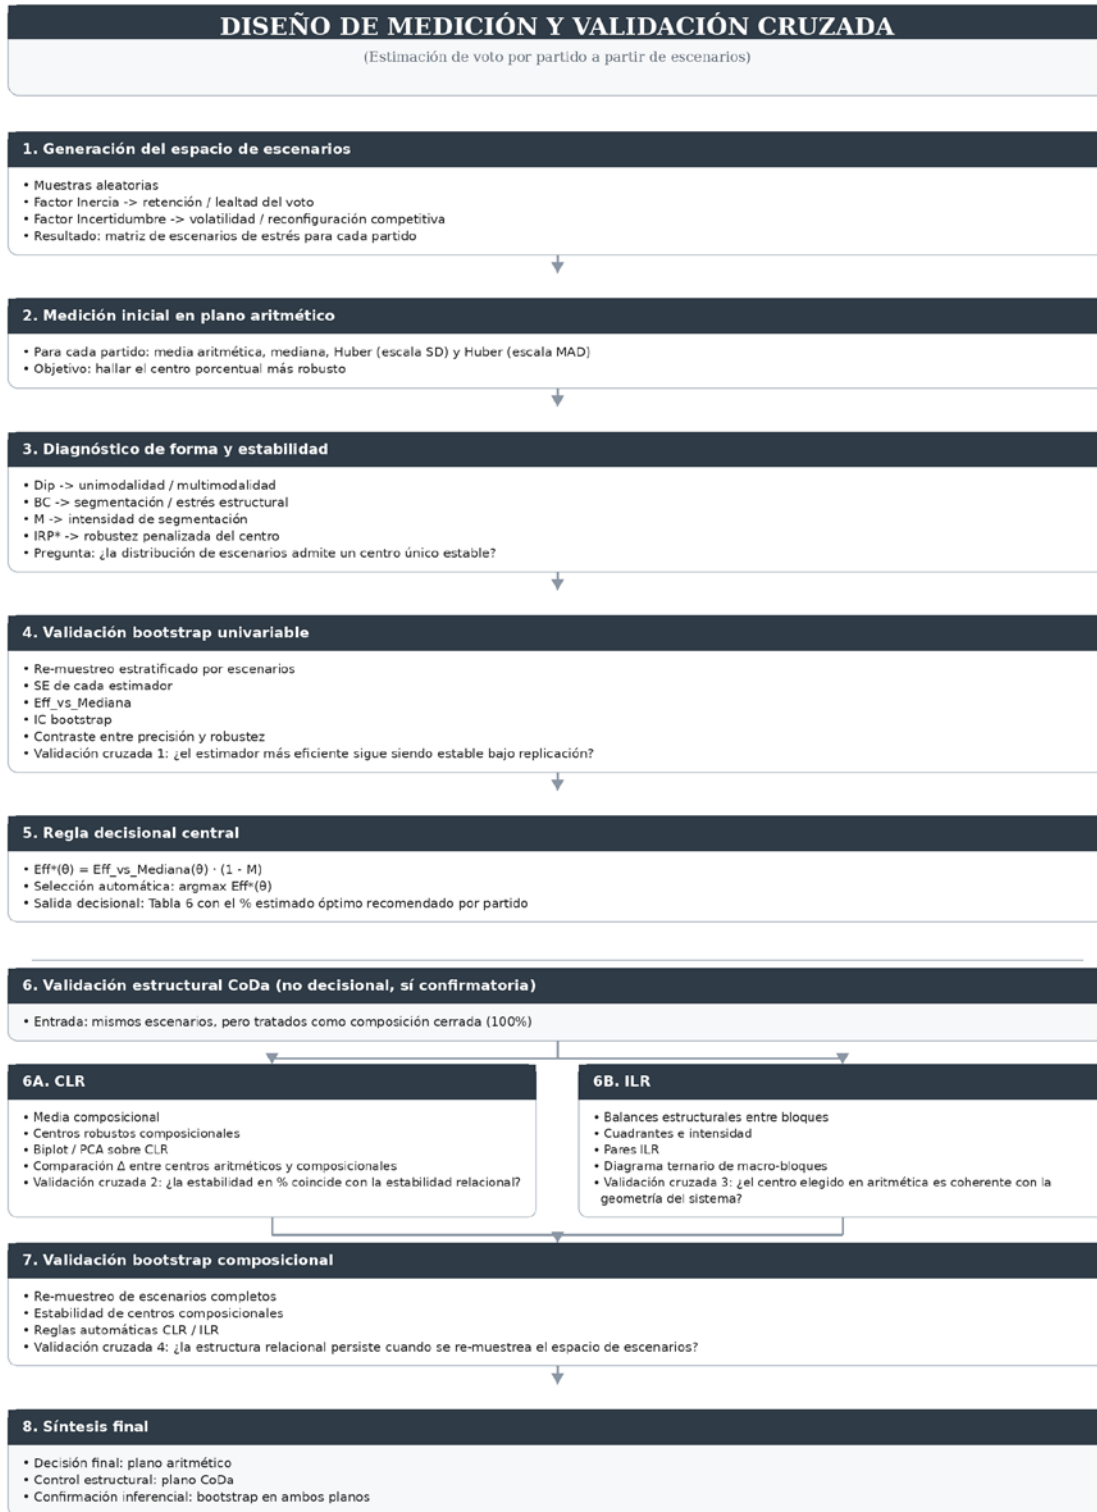 DISEÑO DE MEDICIÓN Y VALIDACIÓN CRUZADA
(Estimación de voto por partido a partir de escenarios)
1. Generación del espacio de escenarios
• Muestras aleatorias
• Factor Inercia -> retención / lealtad del voto
• Factor Incertidumbre -> volatilidad / reconfiguración competitiva
• Resultado: matriz de escenarios de estrés para cada partido
2. Medición inicial en plano aritmético
• Para cada partido: media aritmética, mediana, Huber (escala SD) y Huber (escala MAD)
• Objetivo: hallar el centro porcentual más robusto
3. Diagnóstico de forma y estabilidad
• Dip -> unimodalidad / multimodalidad
• BC -> segmentación / estrés estructural
• M -> intensidad de segmentación
• IRP* -> robustez penalizada del centro
• Pregunta: ¿la distribución de escenarios admite un centro único estable?
4. Validación bootstrap univariable
• Re-muestreo estratificado por escenarios
• SE de cada estimador
• Eff_vs_Mediana
• IC bootstrap
• Contraste entre precisión y robustez
• Validación cruzada 1: ¿el estimador más eficiente sigue siendo estable bajo replicación?
5. Regla decisional central
• Eff*(θ) = Eff_vs_Mediana(θ) · (1 - M)
• Selección automática: argmax Eff*(θ)
• Salida decisional: Tabla 6 con el % estimado óptimo recomendado por partido
6. Validación estructural CoDa (no decisional, sí confirmatoria)
• Entrada: mismos escenarios, pero tratados como composición cerrada (100%)
6A. CLR
• Media composicional
• Centros robustos composicionales
• Biplot / PCA sobre CLR
• Comparación Δ entre centros aritméticos y composicionales
• Validación cruzada 2: ¿la estabilidad en % coincide con la estabilidad relacional?
6B. ILR
• Balances estructurales entre bloques
• Cuadrantes e intensidad
• Pares ILR
• Diagrama ternario de macro-bloques
• Validación cruzada 3: ¿el centro elegido en aritmética es coherente con la
geometría del sistema?
7. Validación bootstrap composicional
• Re-muestreo de escenarios completos
• Estabilidad de centros composicionales
• Reglas automáticas CLR / ILR
• Validación cruzada 4: ¿la estructura relacional persiste cuando se re-muestrea el espacio de escenarios?
8. Síntesis final
• Decisión final: plano aritmético
• Control estructural: plano CoDa
• Confirmación inferencial: bootstrap en ambos planos